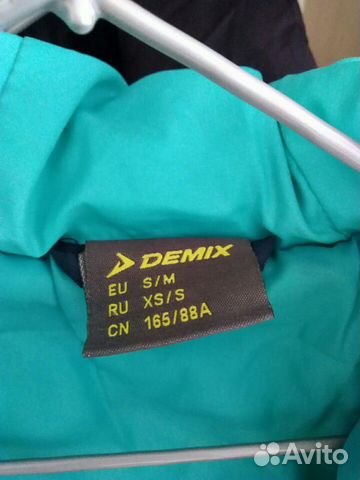 DEMIX
EU S/M
RU XS/S
CN 165/88A
Avito